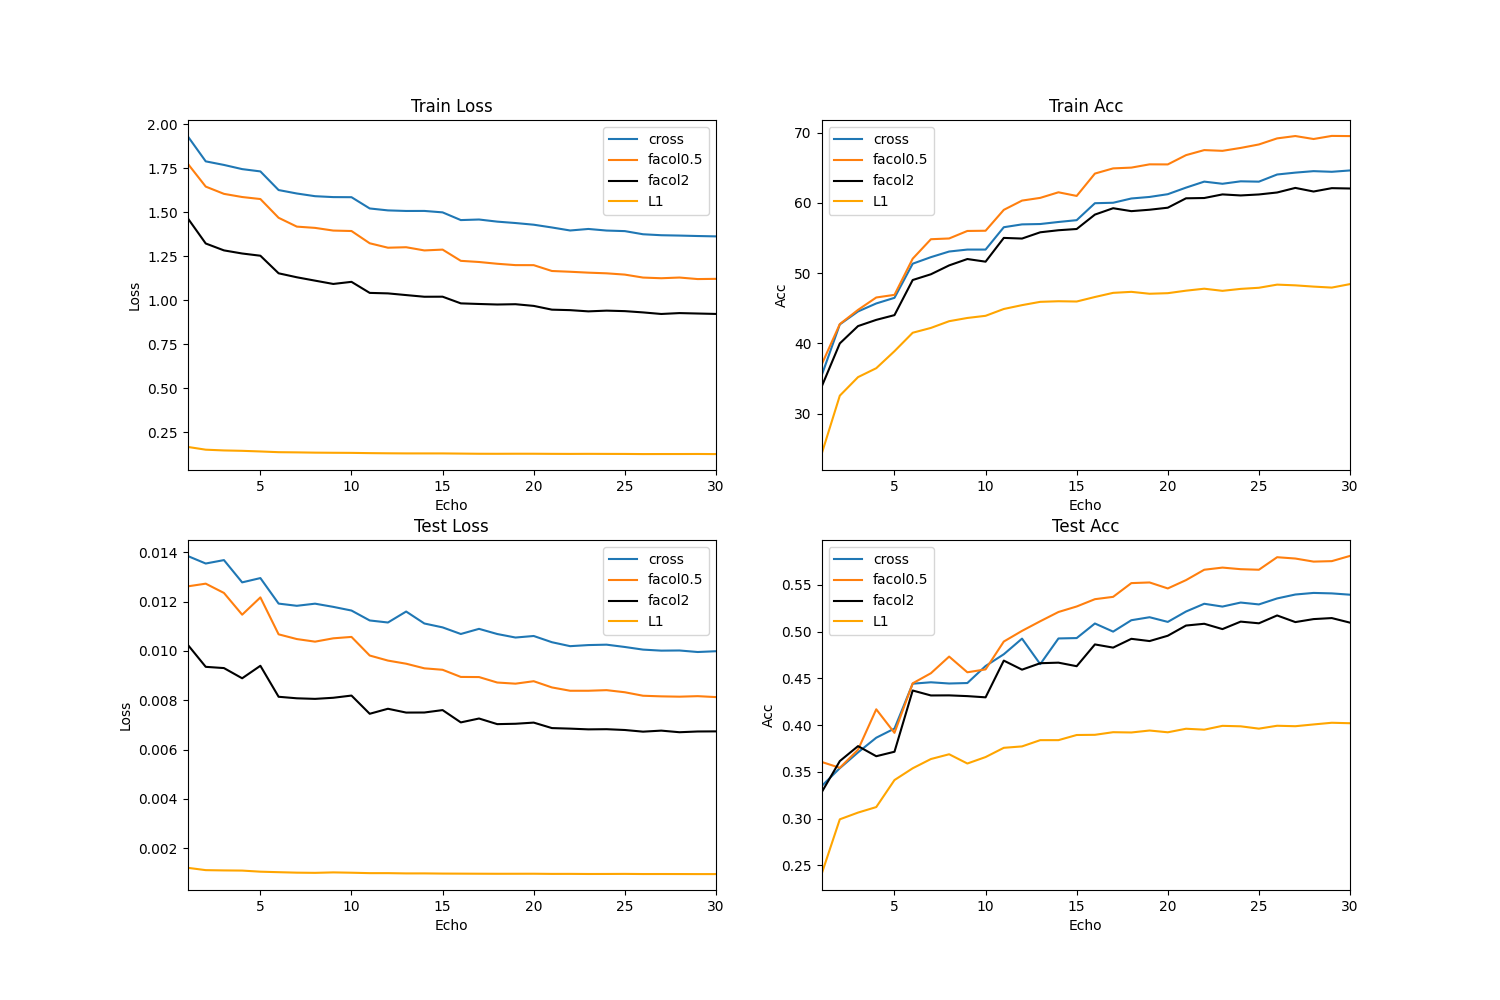 Train Loss
Loss
2.00
1.75
1.50
1.25
1.00
0.75
0.50
0.25
5 10 15 20 25 30
Echo
cross
facol0.5
facol2
L1
Train Acc
Acc
70
60
50
40
30
5 10 15 20 25 30
Echo
cross
facol0.5
facol2
L1
Test Loss
Loss
0.014
0.012
0.010
0.008
0.006
0.004
0.002
5 10 15 20 25 30
Echo
cross
facol0.5
facol2
L1
Test Acc
Acc
0.55
0.50
0.45
0.40
0.35
0.30
0.25
5 10 15 20 25 30
Echo
cross
facol0.5
facol2
L1